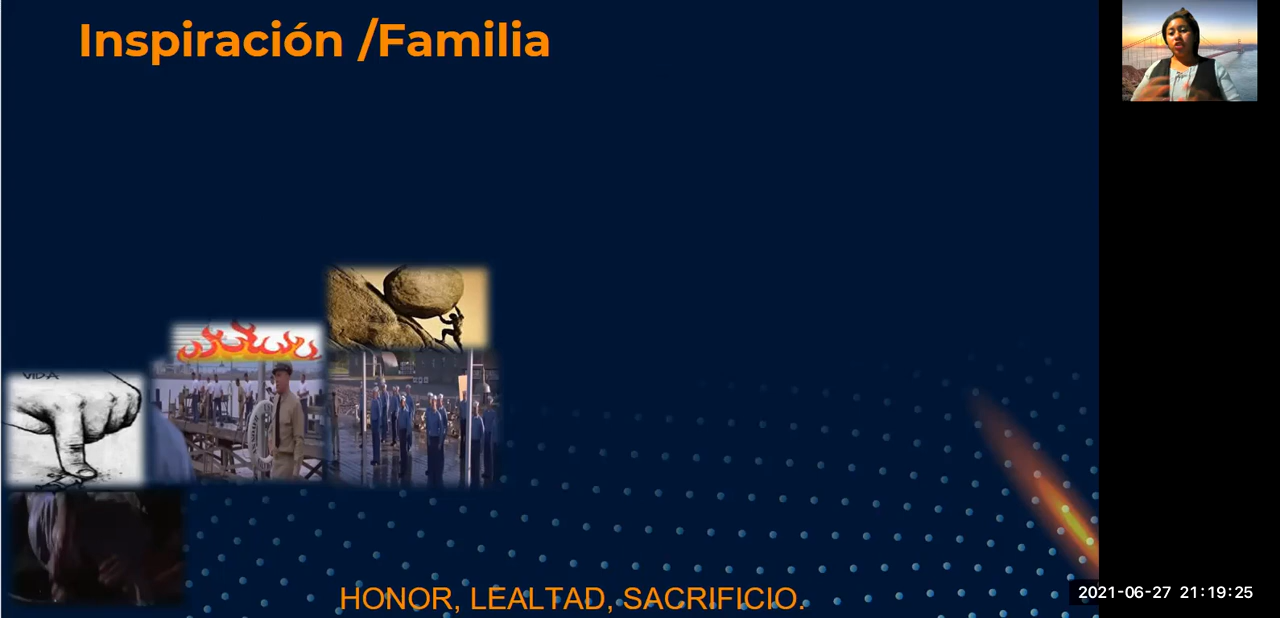 Inspiración /Familia
VIDA
HONOR, LEALTAD, SACRIFICIO.
2021-06-27 21:19:25